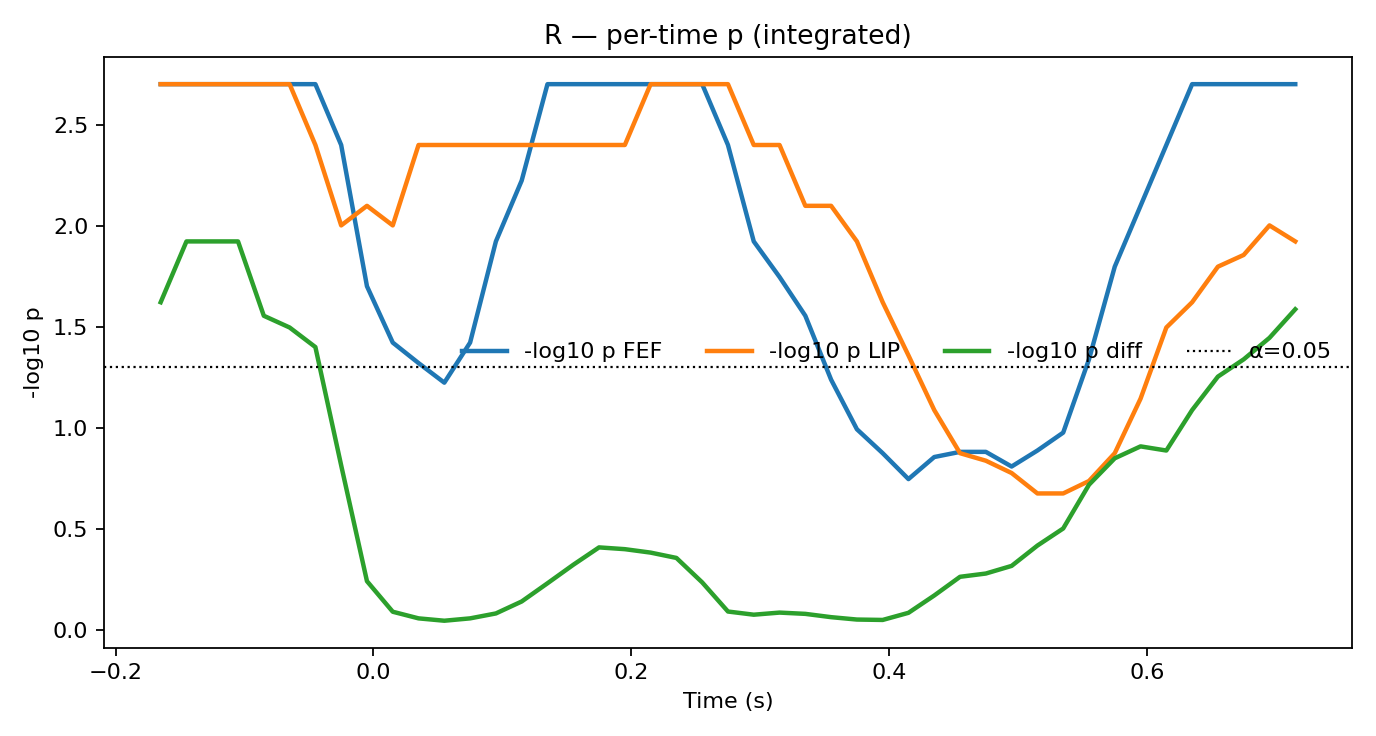 R — per-time p (integrated)
-log10 p
2.5
2.0
1.5
1.0
0.5
0.0
-log10 p FEF
-log10 p LIP
-log10 p diff
α=0.05
−0.2 0.0 0.2 0.4 0.6
Time (s)